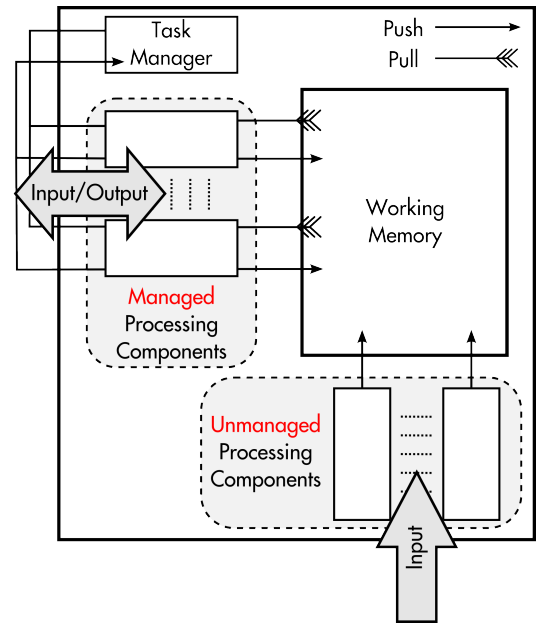 Task
Manager
Push
Pull
Input/Output
Working
Memory
Managed
Processing
Components
Unmanaged
Processing
Components
Input